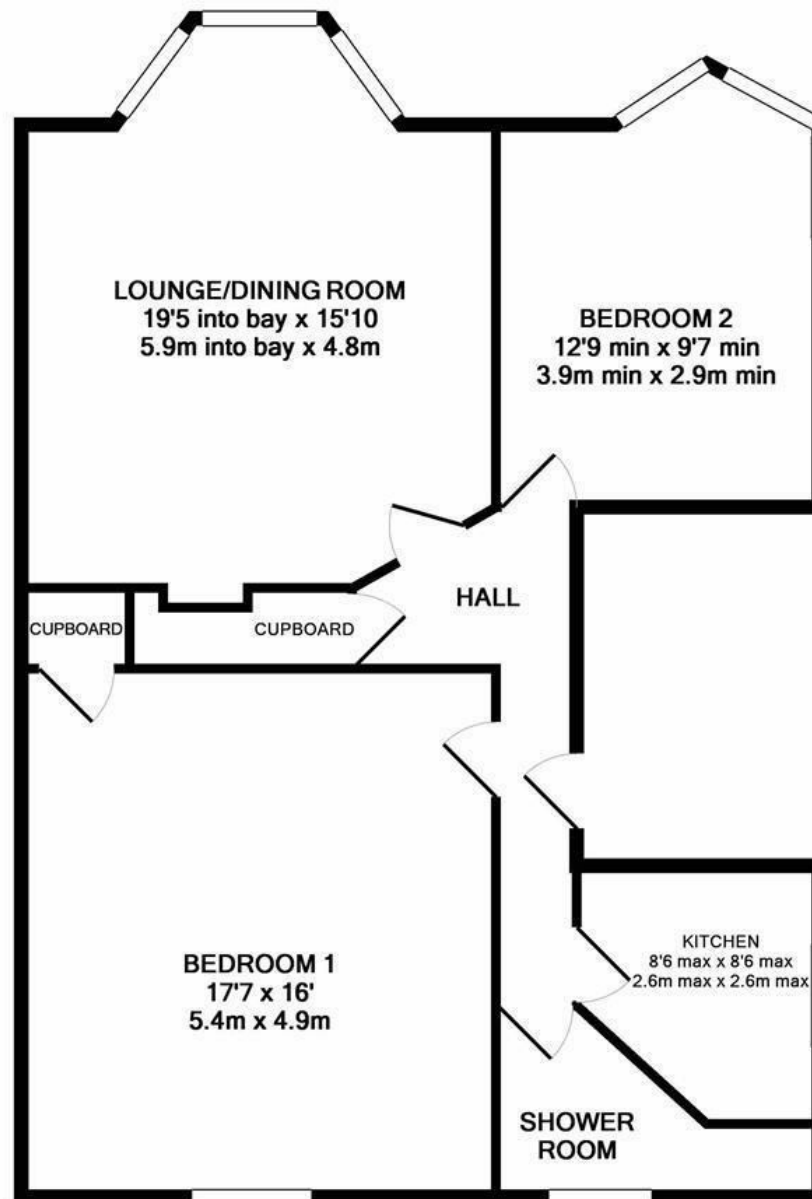 LOUNGE/DINING ROOM
19'5 into bay x 15'10
5.9m into bay x 4.8m
BEDROOM 2
12'9 min x 9'7 min
3.9m min x 2.9m min
HALL
CUPBOARD
CUPBOARD
BEDROOM 1
17'7 x 16'
5.4m x 4.9m
KITCHEN
8'6 max x 8'6 max
2.6m max x 2.6m max
SHOWER
ROOM